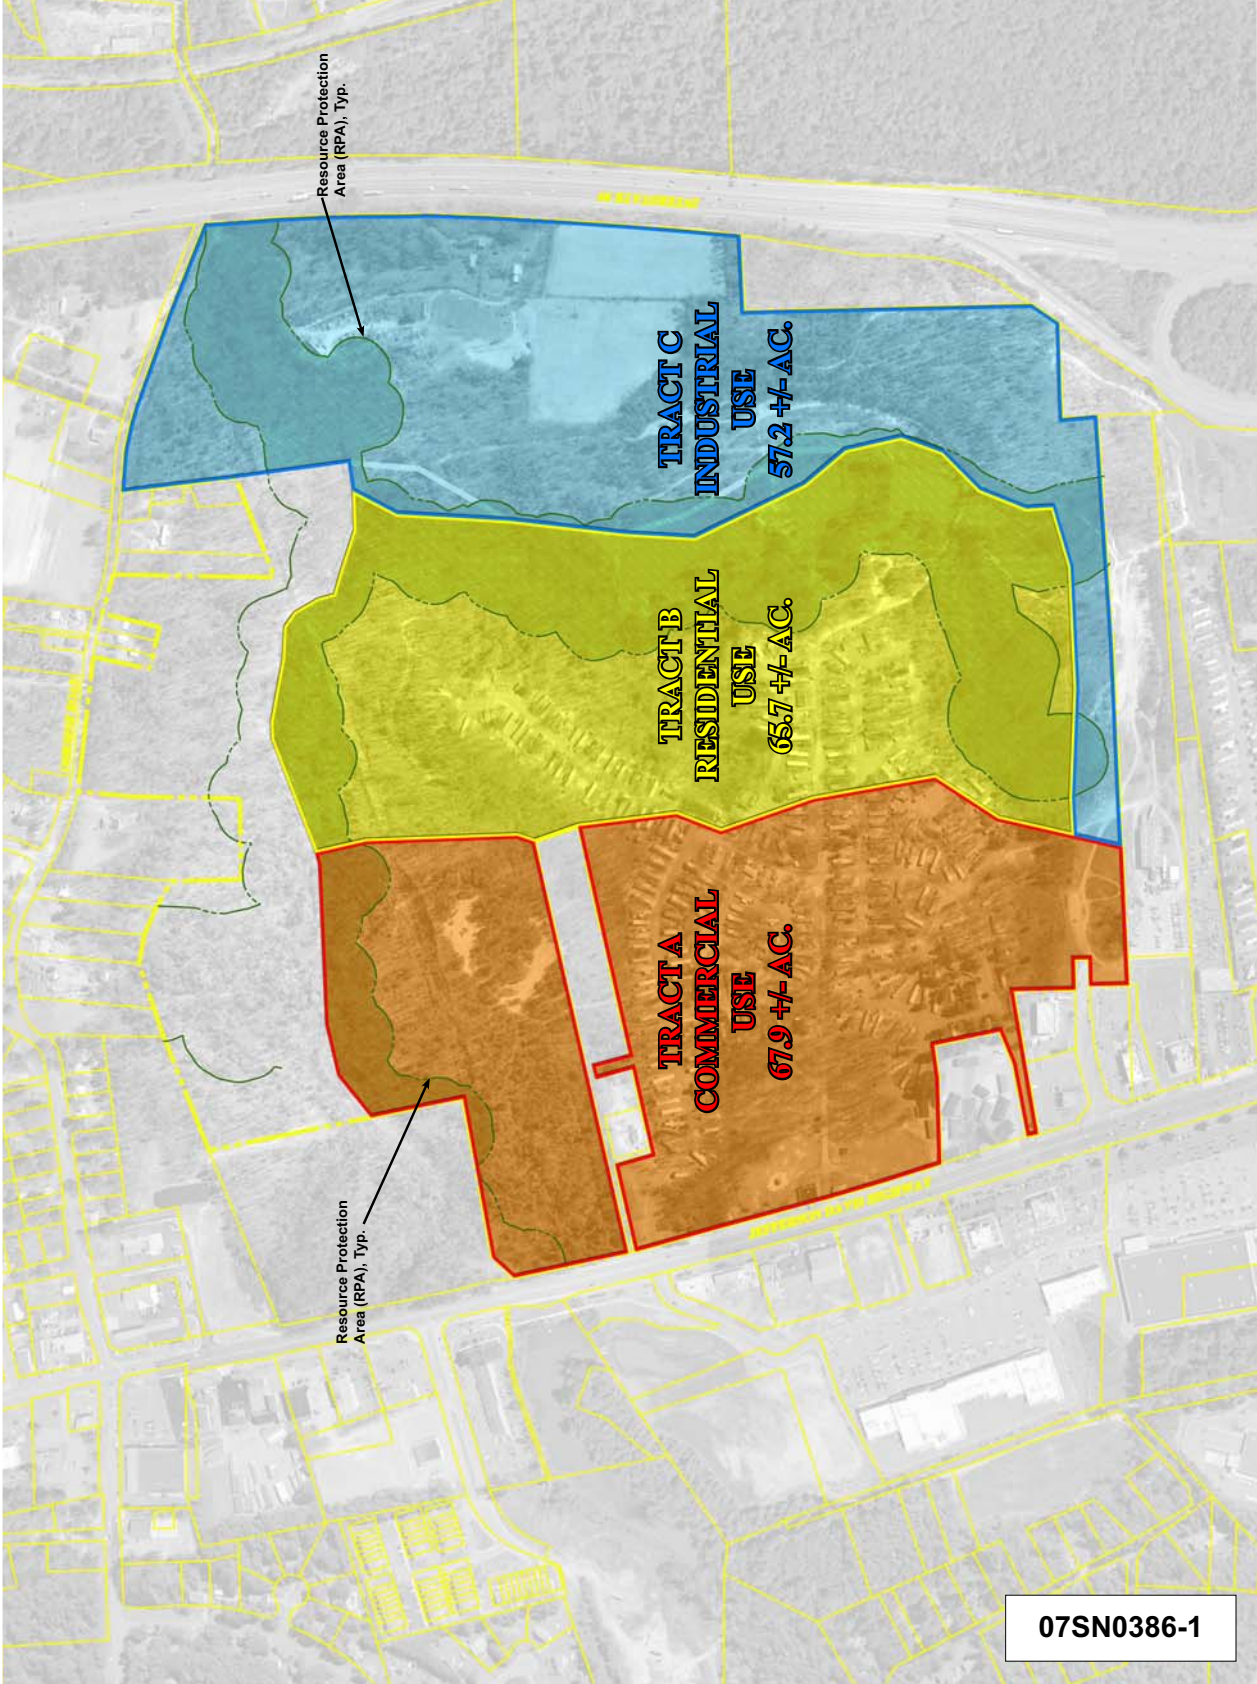 Resource Protection
Area (RPA), Typ.
TRACT C
INDUSTRIAL
USE
57.2 +/- AC.
TRACT B
RESIDENTIAL
USE
65.7 +/- AC.
TRACT A
COMMERCIAL
USE
67.9 +/- AC.
Resource Protection
Area (RPA), Typ.
07SN0386-1